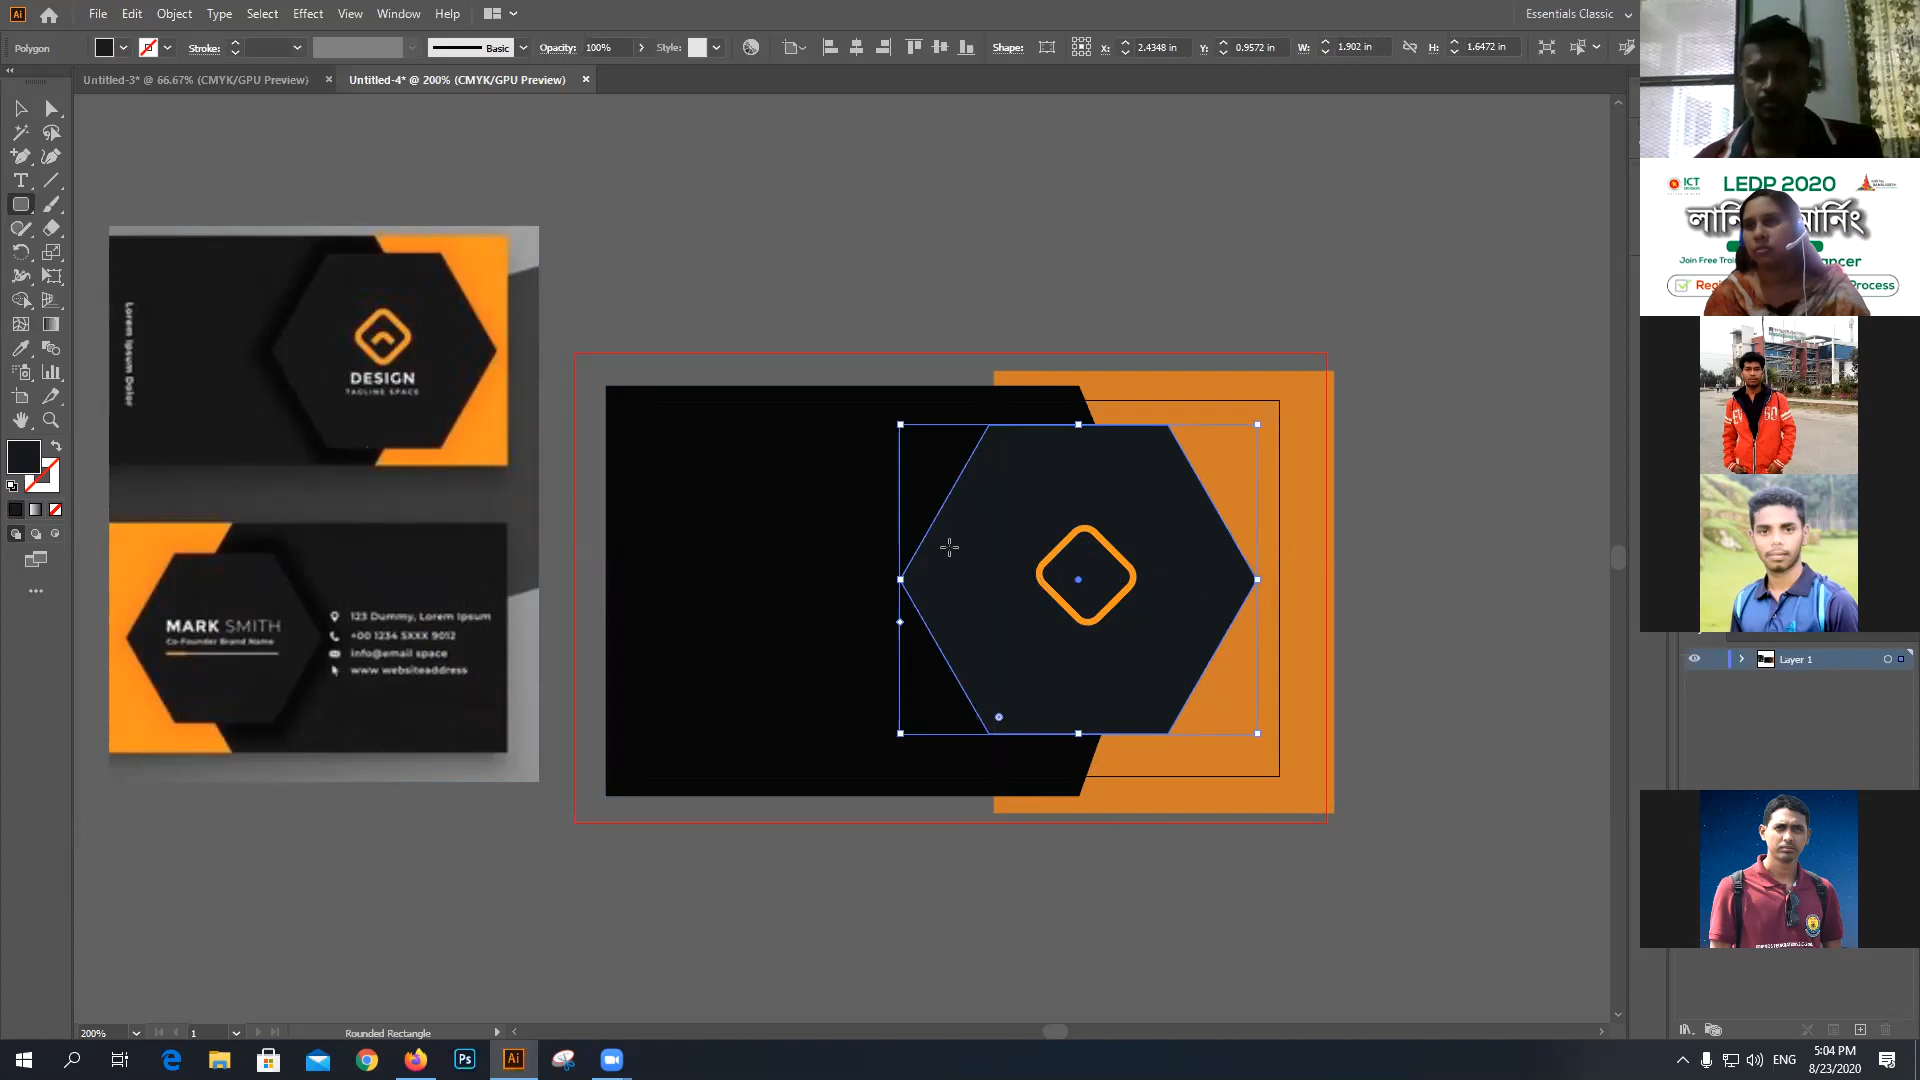 Ai File Edit Object Type Select Effect View Window Help Essentials Classic
Polygon Stroke: Basic Opacity: 100% Style: Shape: X: 2.4348 in Y: 0.9572 in W: 1.902 in H: 1.6472 in
Untitled-3* @ 66.67% (CMYK/GPU Preview) × Untitled-4* @ 200% (CMYK/GPU Preview) ×
ICT LEDP 2020
Join Free
Process
Lorem Ipsum Dolor
DESIGN
TAGLINE SPACE
MARK SMITH
Co-Founder Brand Name
123 Dummy, Lorem Ipsum
+00 1234 5XXX 9012
info@email space
www websiteaddress
Layer 1
200% 1 Rounded Rectangle
Ps Ai ENG
5:04 PM
8/23/2020